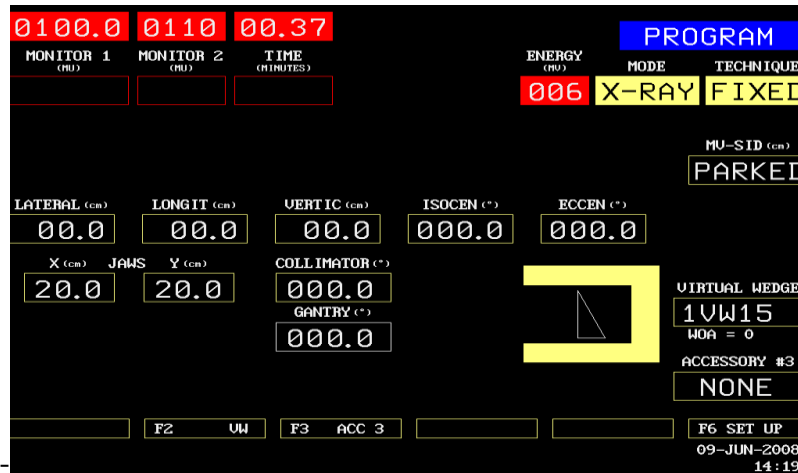 0100.0 0110 00.37
PROGRAM
MONITOR 1 MONITOR 2 TIME ENERGY MODE TECHNIQUE
(MU) (MU) (MINUTES) (MV)
006 X-RAY FIXED
MV-SID (cm)
PARKED
LATERAL (cm) LONGIT (cm) VERTIC (cm) ISOCEN (°) ECCEN (°)
00.0 00.0 00.0 000.0 000.0
X (cm) JAWS Y (cm) COLLIMATOR (°)
20.0 20.0 000.0
GANTRY (°)
000.0
VIRTUAL WEDGE
1VW15
WOA = 0
ACCESSORY #3
NONE
F2 VW F3 ACC 3 F6 SET UP
09-JUN-2008
14:19